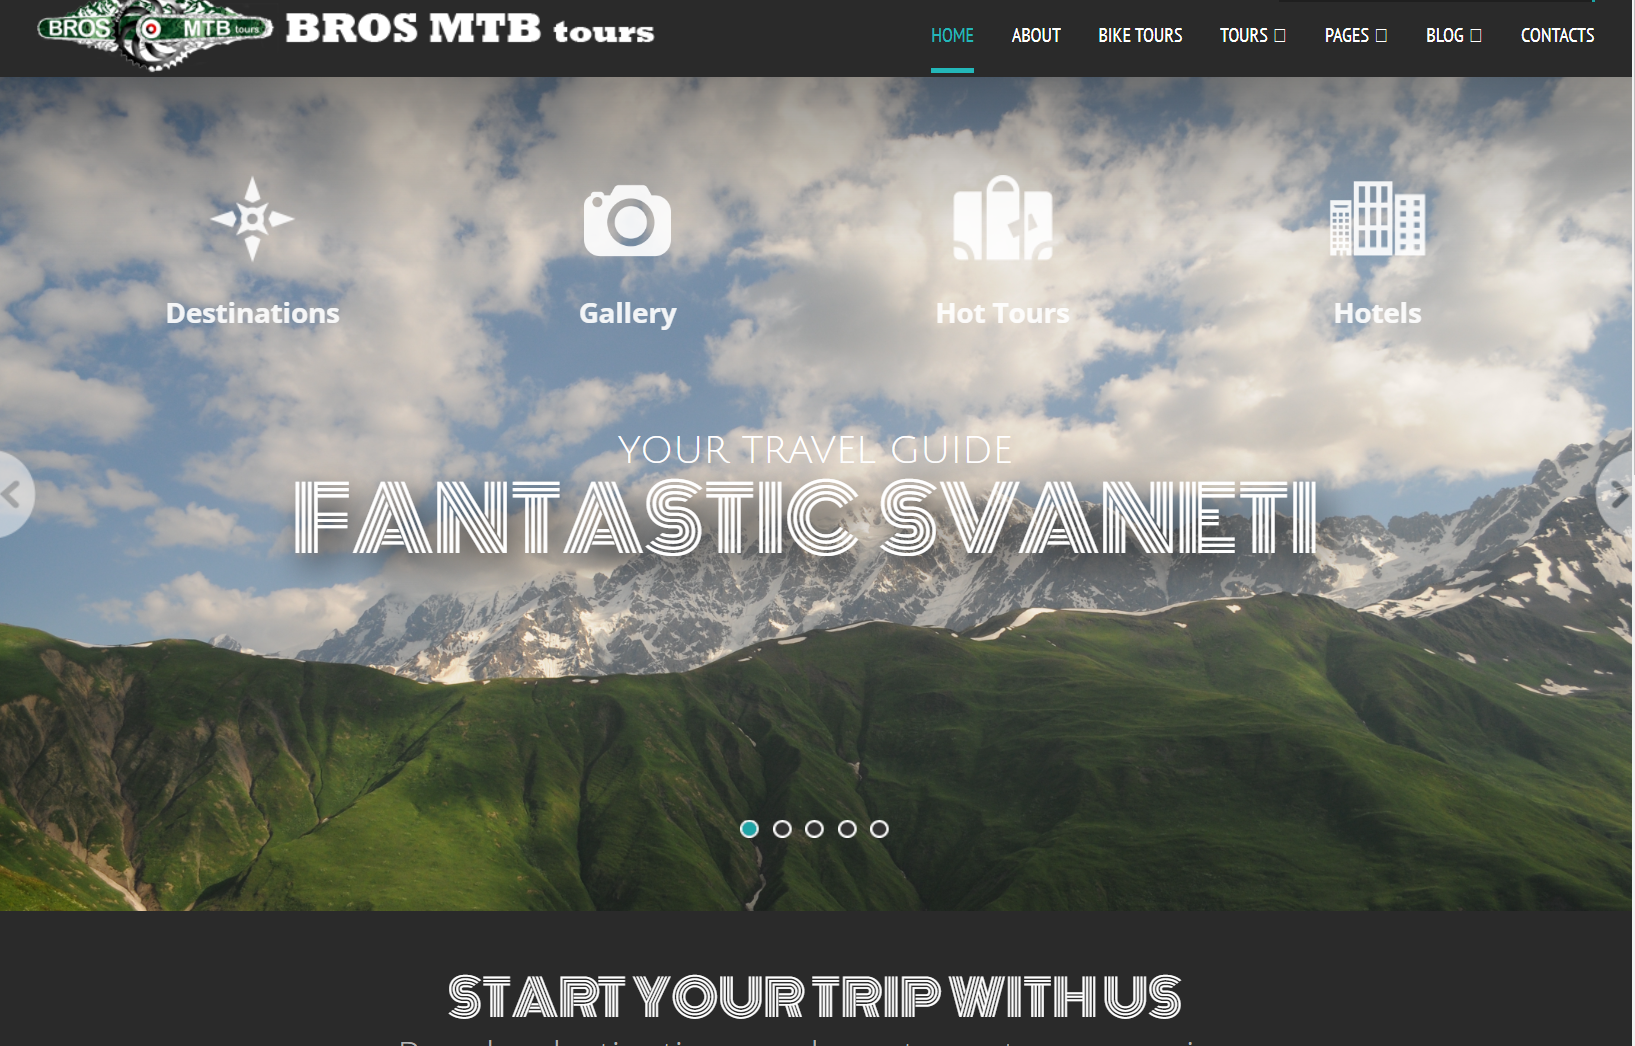 BROS MTB tours BROS MTB tours
HOME ABOUT BIKE TOURS TOURS PAGES BLOG CONTACTS
Destinations Gallery Hot Tours Hotels
YOUR TRAVEL GUIDE
FANTASTIC SVANETI
START YOUR TRIP WITH US